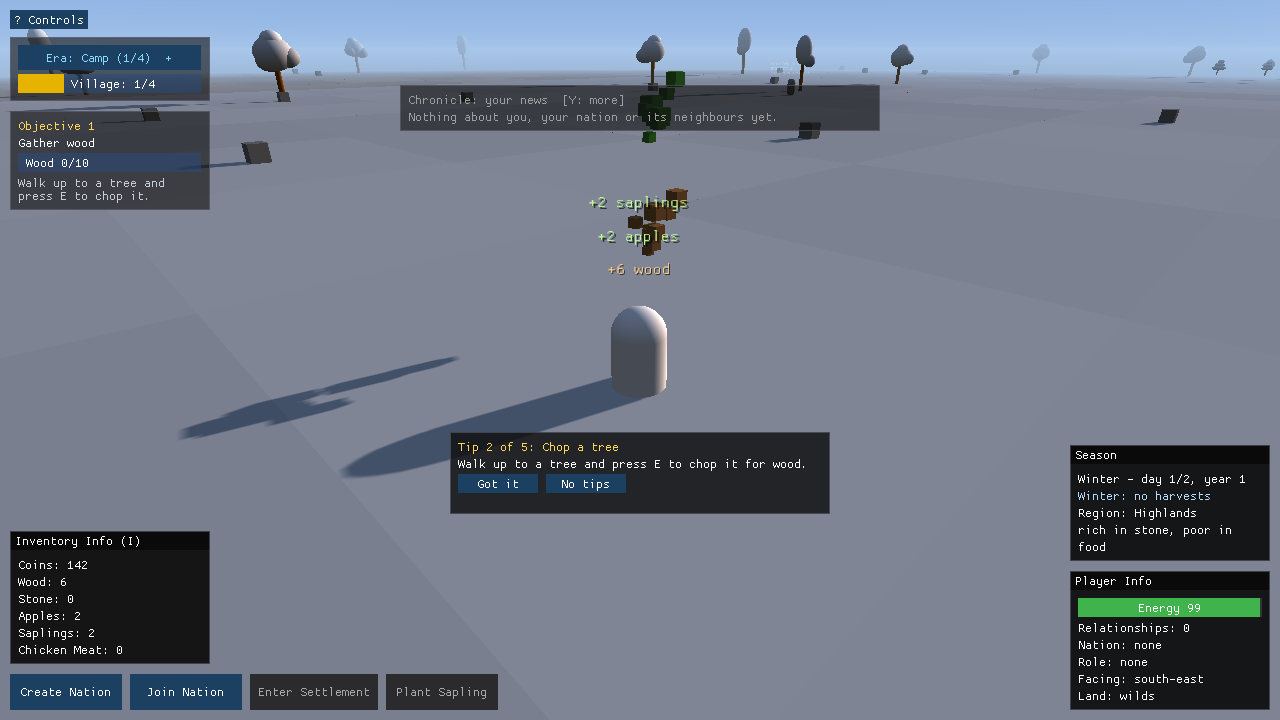 ? Controls
Era: Camp (1/4) +
Village: 1/4
Objective 1
Gather wood
Wood 0/10
Walk up to a tree and
press E to chop it.
Chronicle: your news [Y: more]
Nothing about you, your nation or its neighbours yet.
+2 saplings
+2 apples
+6 wood
Tip 2 of 5: Chop a tree
Walk up to a tree and press E to chop it for wood.
Got it
No tips
Season
Winter - day 1/2, year 1
Winter: no harvests
Region: Highlands
rich in stone, poor in
food
Inventory Info (I)
Coins: 142
Wood: 6
Stone: 0
Apples: 2
Saplings: 2
Chicken Meat: 0
Player Info
Energy 99
Relationships: 0
Nation: none
Role: none
Facing: south-east
Land: wilds
Create Nation
Join Nation
Enter Settlement
Plant Sapling